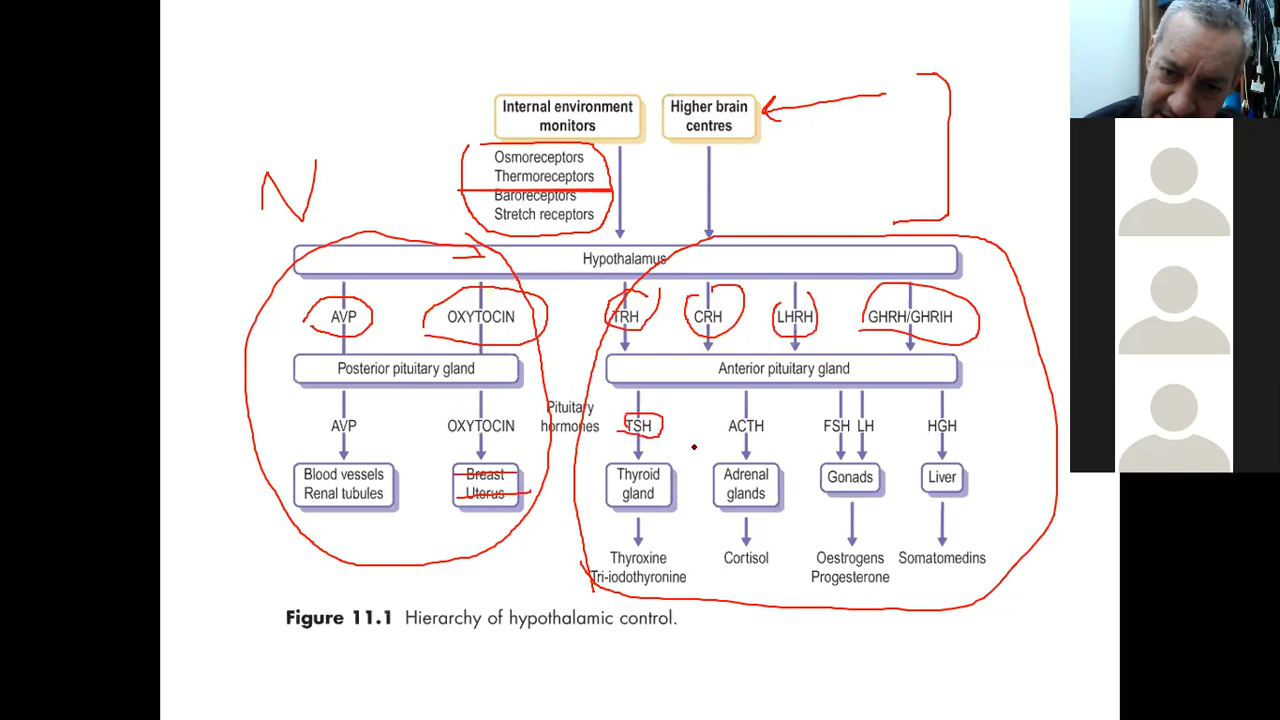 Internal environment
monitors
Higher brain
centres
Osmoreceptors
Thermoreceptors
Baroreceptors
Stretch receptors
N
Hypothalamus
AVP
OXYTOCIN
TRH
CRH
LHRH
GHRH/GHRIH
Posterior pituitary gland
Anterior pituitary gland
Pituitary
hormones
AVP
OXYTOCIN
TSH
ACTH
FSH LH
HGH
Blood vessels
Renal tubules
Breast
Uterus
Thyroid
gland
Adrenal
glands
Gonads
Liver
Thyroxine
Tri-iodothyronine
Cortisol
Oestrogens
Progesterone
Somatomedins
Figure 11.1 Hierarchy of hypothalamic control.